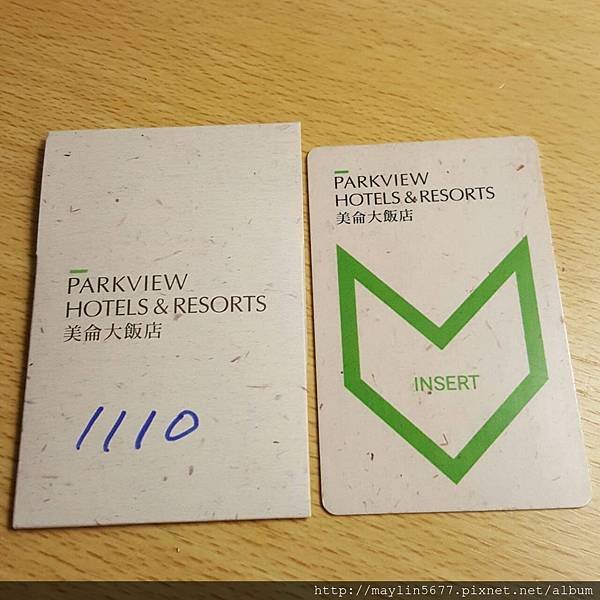 PARKVIEW
HOTELS & RESORTS
美侖大飯店
1110
PARKVIEW
HOTELS & RESORTS
美侖大飯店
INSERT
http://maylin5677.pixnet.net/album